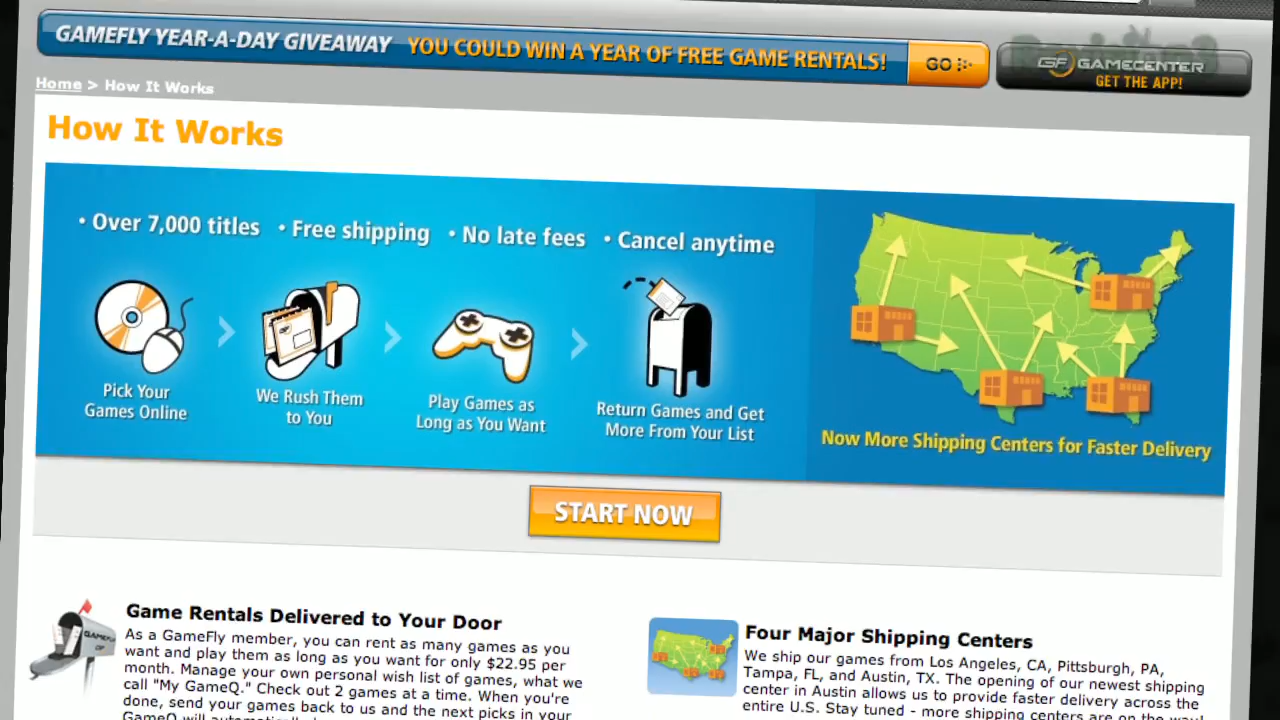 GAMEFLY YEAR-A-DAY GIVEAWAY YOU COULD WIN A YEAR OF FREE GAME RENTALS! GO
GF GAMECENTER
GET THE APP!
Home > How It Works
How It Works
• Over 7,000 titles • Free shipping • No late fees • Cancel anytime
Pick Your
Games Online
We Rush Them
to You
Play Games as
Long as You Want
Return Games and Get
More From Your List
Now More Shipping Centers for Faster Delivery
START NOW
Game Rentals Delivered to Your Door
As a GameFly member, you can rent as many games as you
want and play them as long as you want for only $22.95 per
month. Manage your own personal wish list of games, what we
call "My GameQ." Check out 2 games at a time. When you're
done, send your games back to us and the next picks in your
GameQ will
GAMEFLY
Four Major Shipping Centers
We ship our games from Los Angeles, CA, Pittsburgh, PA,
Tampa, FL, and Austin, TX. The opening of our newest shipping
center in Austin allows us to provide faster delivery across the
entire U.S. Stay tuned - more shipping centers are on the way!